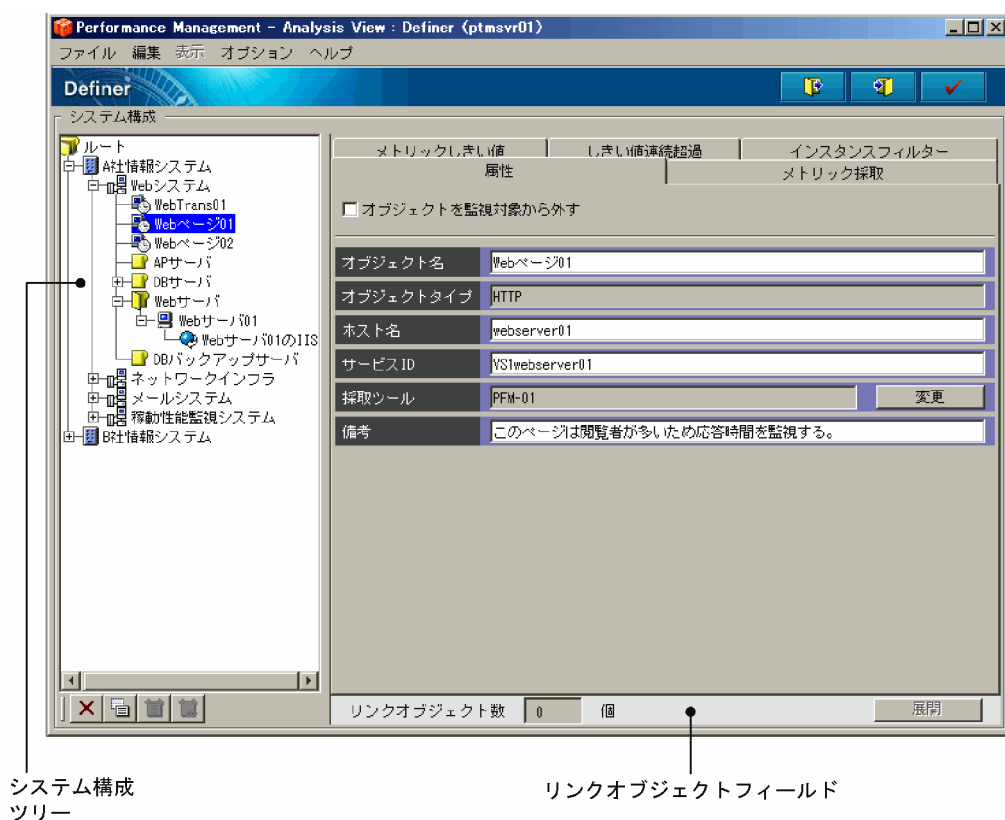 Performance Management - Analysis View : Definer (ptmsvr01)
ファイル 編集 表示 オプション ヘルプ
Definer
システム構成
ルート
A社情報システム
Webシステム
WebTrans01
Webページ01
Webページ02
APサーバ
DBサーバ
Webサーバ
Webサーバ01
Webサーバ01のIIS
DBバックアップサーバ
ネットワークインフラ
メールシステム
稼動性能監視システム
B社情報システム
メトリックしきい値 しきい値連続超過 インスタンスフィルター
属性 メトリック採取
オブジェクトを監視対象から外す
オブジェクト名 Webページ01
オブジェクトタイプ HTTP
ホスト名 webserver01
サービスID VS1webserver01
採取ツール PFM-01 変更
備考 このページは閲覧者が多いため応答時間を監視する。
リンクオブジェクト数 0 個 展開
システム構成
ツリー
リンクオブジェクトフィールド